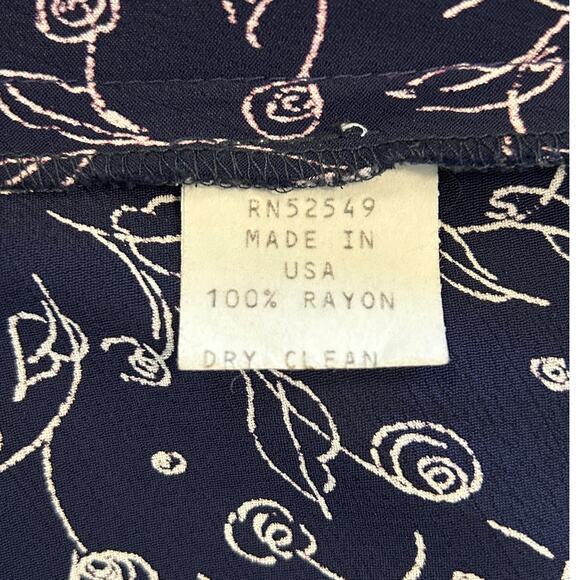 RN52549
MADE IN
USA
100% RAYON
DRY CLEAN